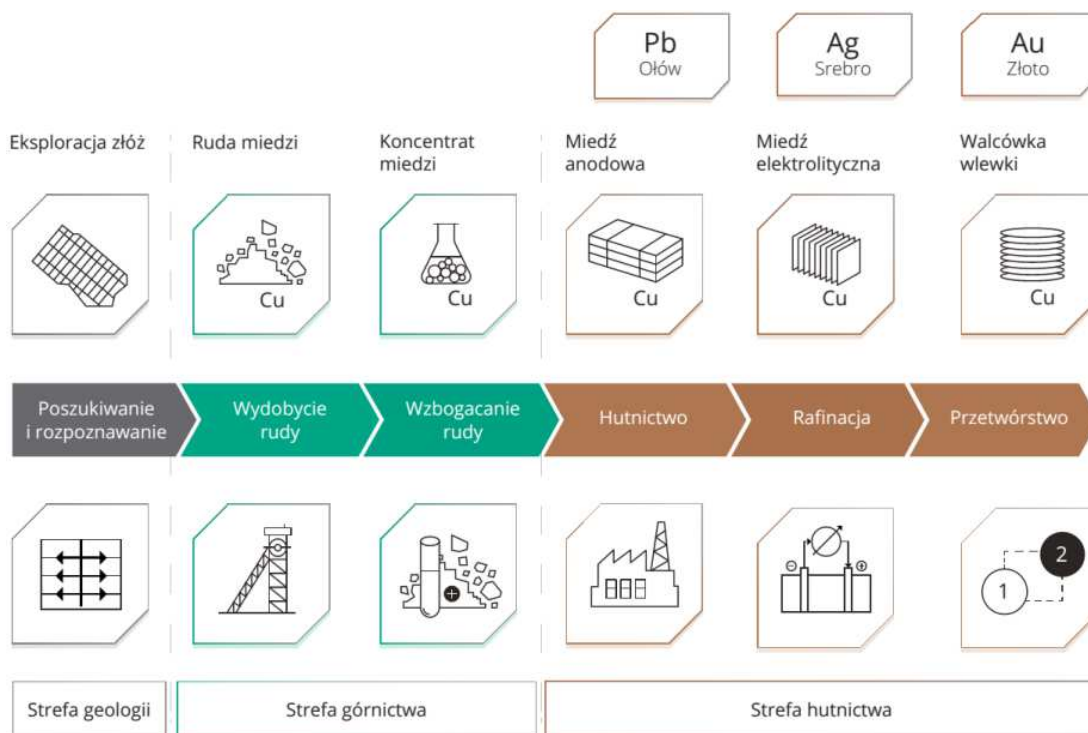 Pb
Ołów
Ag
Srebro
Au
Złoto
Eksploracja złóż
Ruda miedzi
Koncentrat
miedzi
Miedź
anodowa
Miedź
elektrolityczna
Walcówka
wlewki
Cu
Cu
Cu
Cu
Cu
Poszukiwanie
i rozpoznawanie
Wydobycie
rudy
Wzbogacanie
rudy
Hutnictwo
Rafinacja
Przetwórstwo
1
2
Strefa geologii
Strefa górnictwa
Strefa hutnictwa